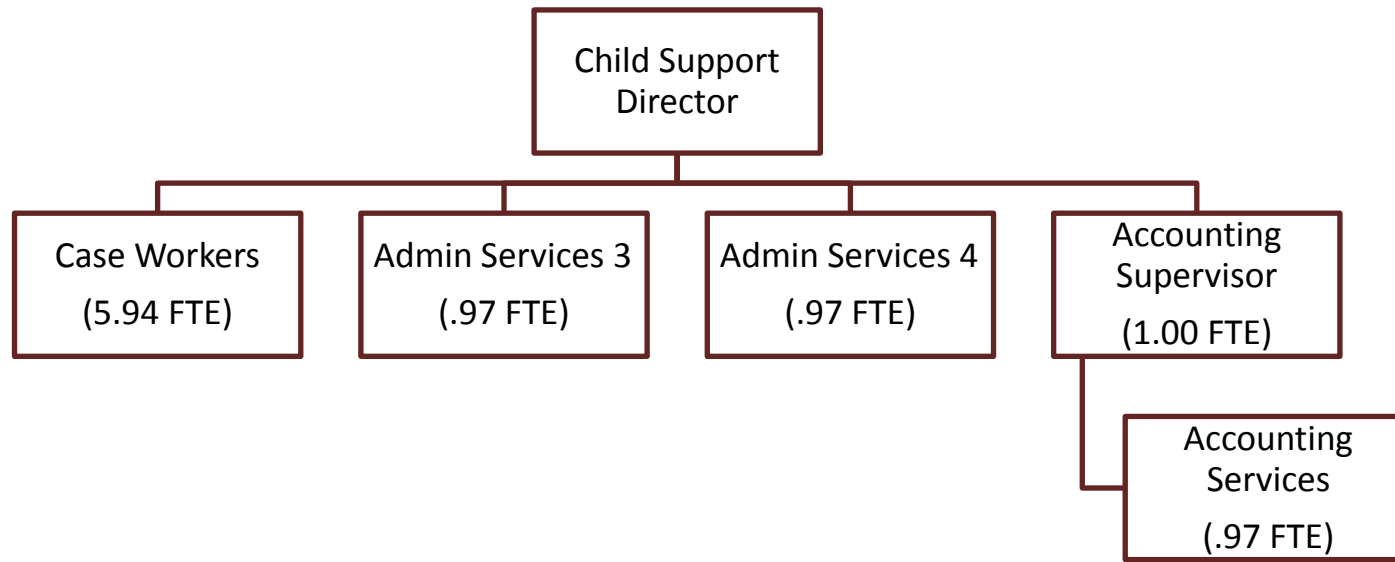 Child Support
Director
Case Workers
(5.94 FTE)
Admin Services 3
(.97 FTE)
Admin Services 4
(.97 FTE)
Accounting
Supervisor
(1.00 FTE)
Accounting
Services
(.97 FTE)